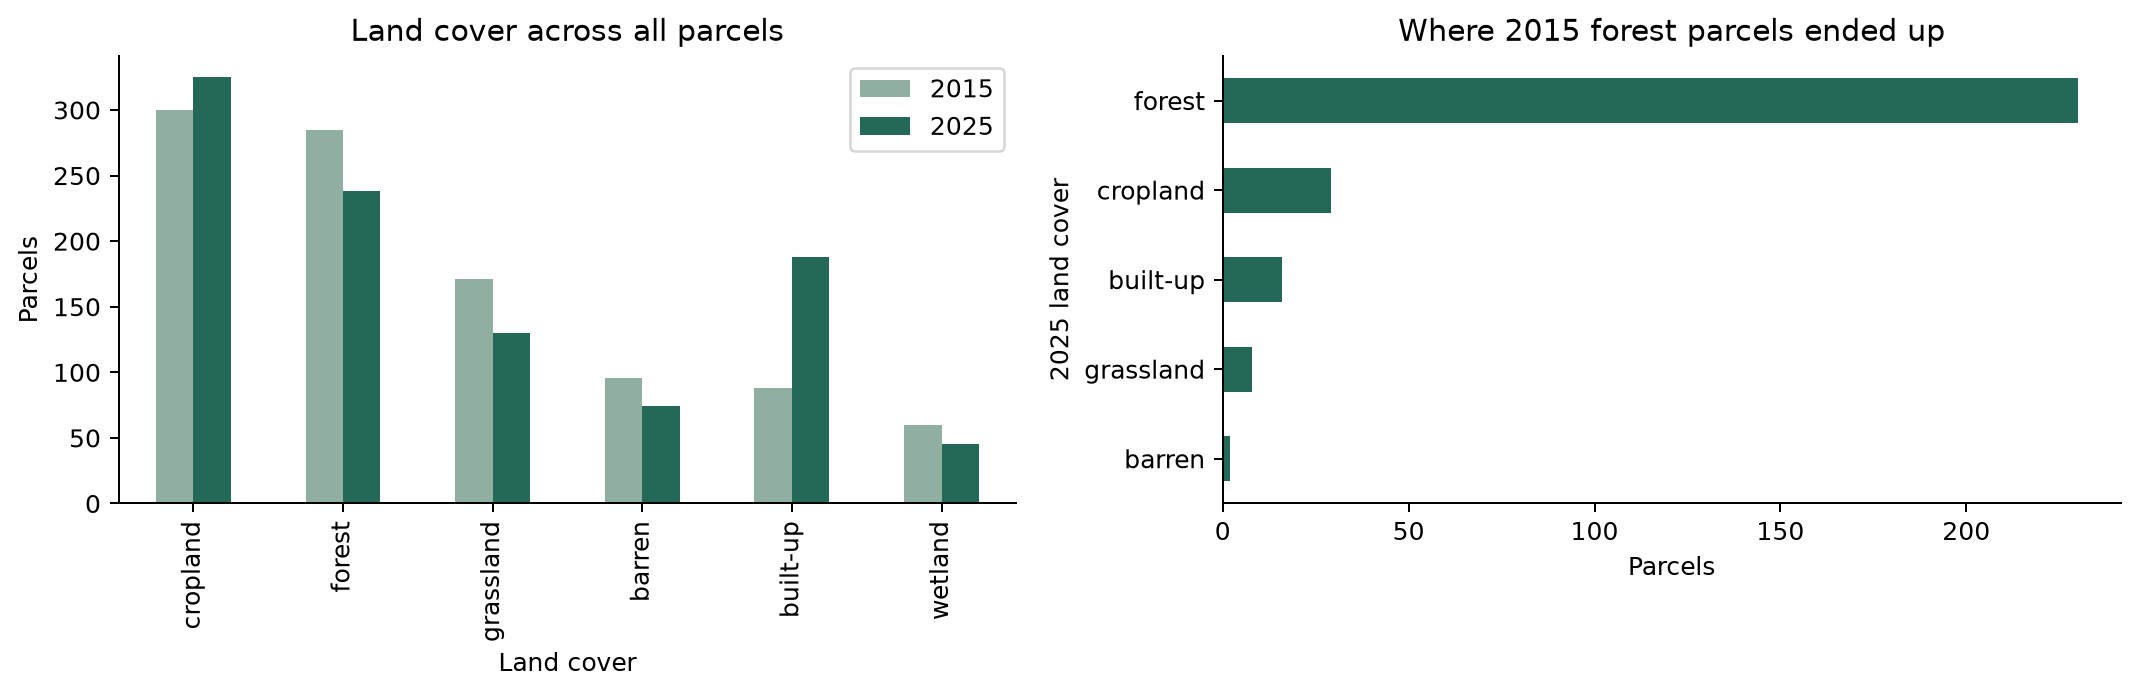 Land cover across all parcels
2015
2025
Parcels
300
250
200
150
100
50
0
cropland
forest
grassland
barren
built-up
wetland
Land cover
Where 2015 forest parcels ended up
2025 land cover
forest
cropland
built-up
grassland
barren
0
50
100
150
200
Parcels